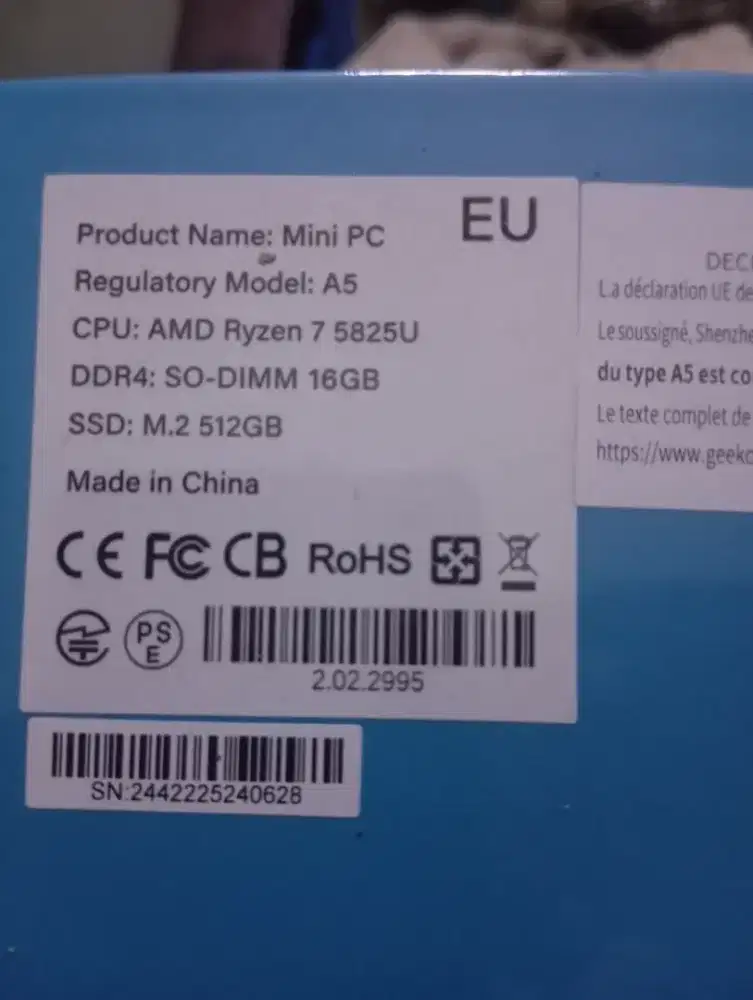 EU
Product Name: Mini PC
Regulatory Model: A5
CPU: AMD Ryzen 7 5825U
DDR4: SO-DIMM 16GB
SSD: M.2 512GB
Made in China
CE FC CB RoHS
PS
E
2.02.2995
SN:2442225240628
DEC
La déclaration UE de
Le soussigné, Shenzhe
du type A5 est co
Le texte complet de
https://www.geeko